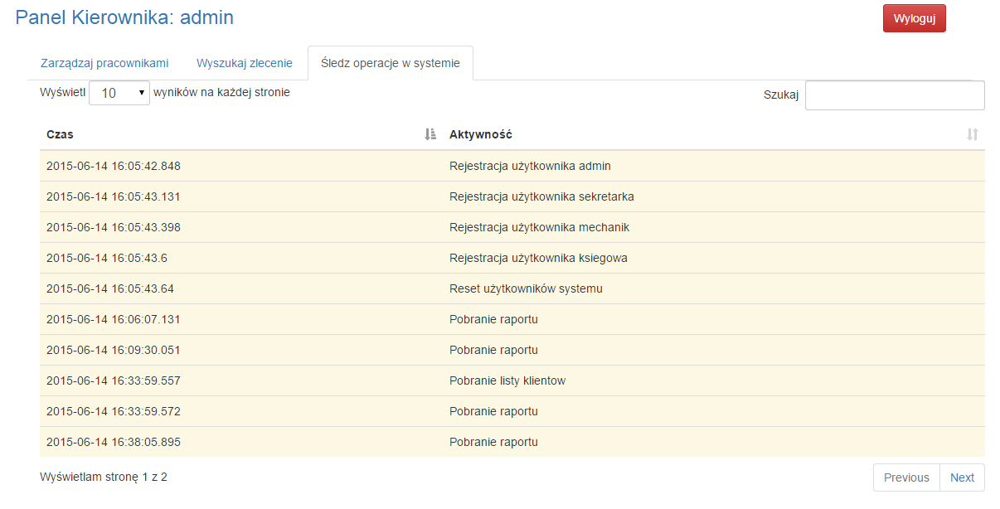 Panel Kierownika: admin
Wyloguj
Zarządzaj pracownikami Wyszukaj zlecenie Śledz operacje w systemie
Wyświetl 10 wyników na każdej stronie Szukaj
Czas Aktywność
2015-06-14 16:05:42.848 Rejestracja użytkownika admin
2015-06-14 16:05:43.131 Rejestracja użytkownika sekretarka
2015-06-14 16:05:43.398 Rejestracja użytkownika mechanik
2015-06-14 16:05:43.6 Rejestracja użytkownika ksiegowa
2015-06-14 16:05:43.64 Reset użytkowników systemu
2015-06-14 16:06:07.131 Pobranie raportu
2015-06-14 16:09:30.051 Pobranie raportu
2015-06-14 16:33:59.557 Pobranie listy klientow
2015-06-14 16:33:59.572 Pobranie raportu
2015-06-14 16:38:05.895 Pobranie raportu
Wyświetlam stronę 1 z 2 Previous Next